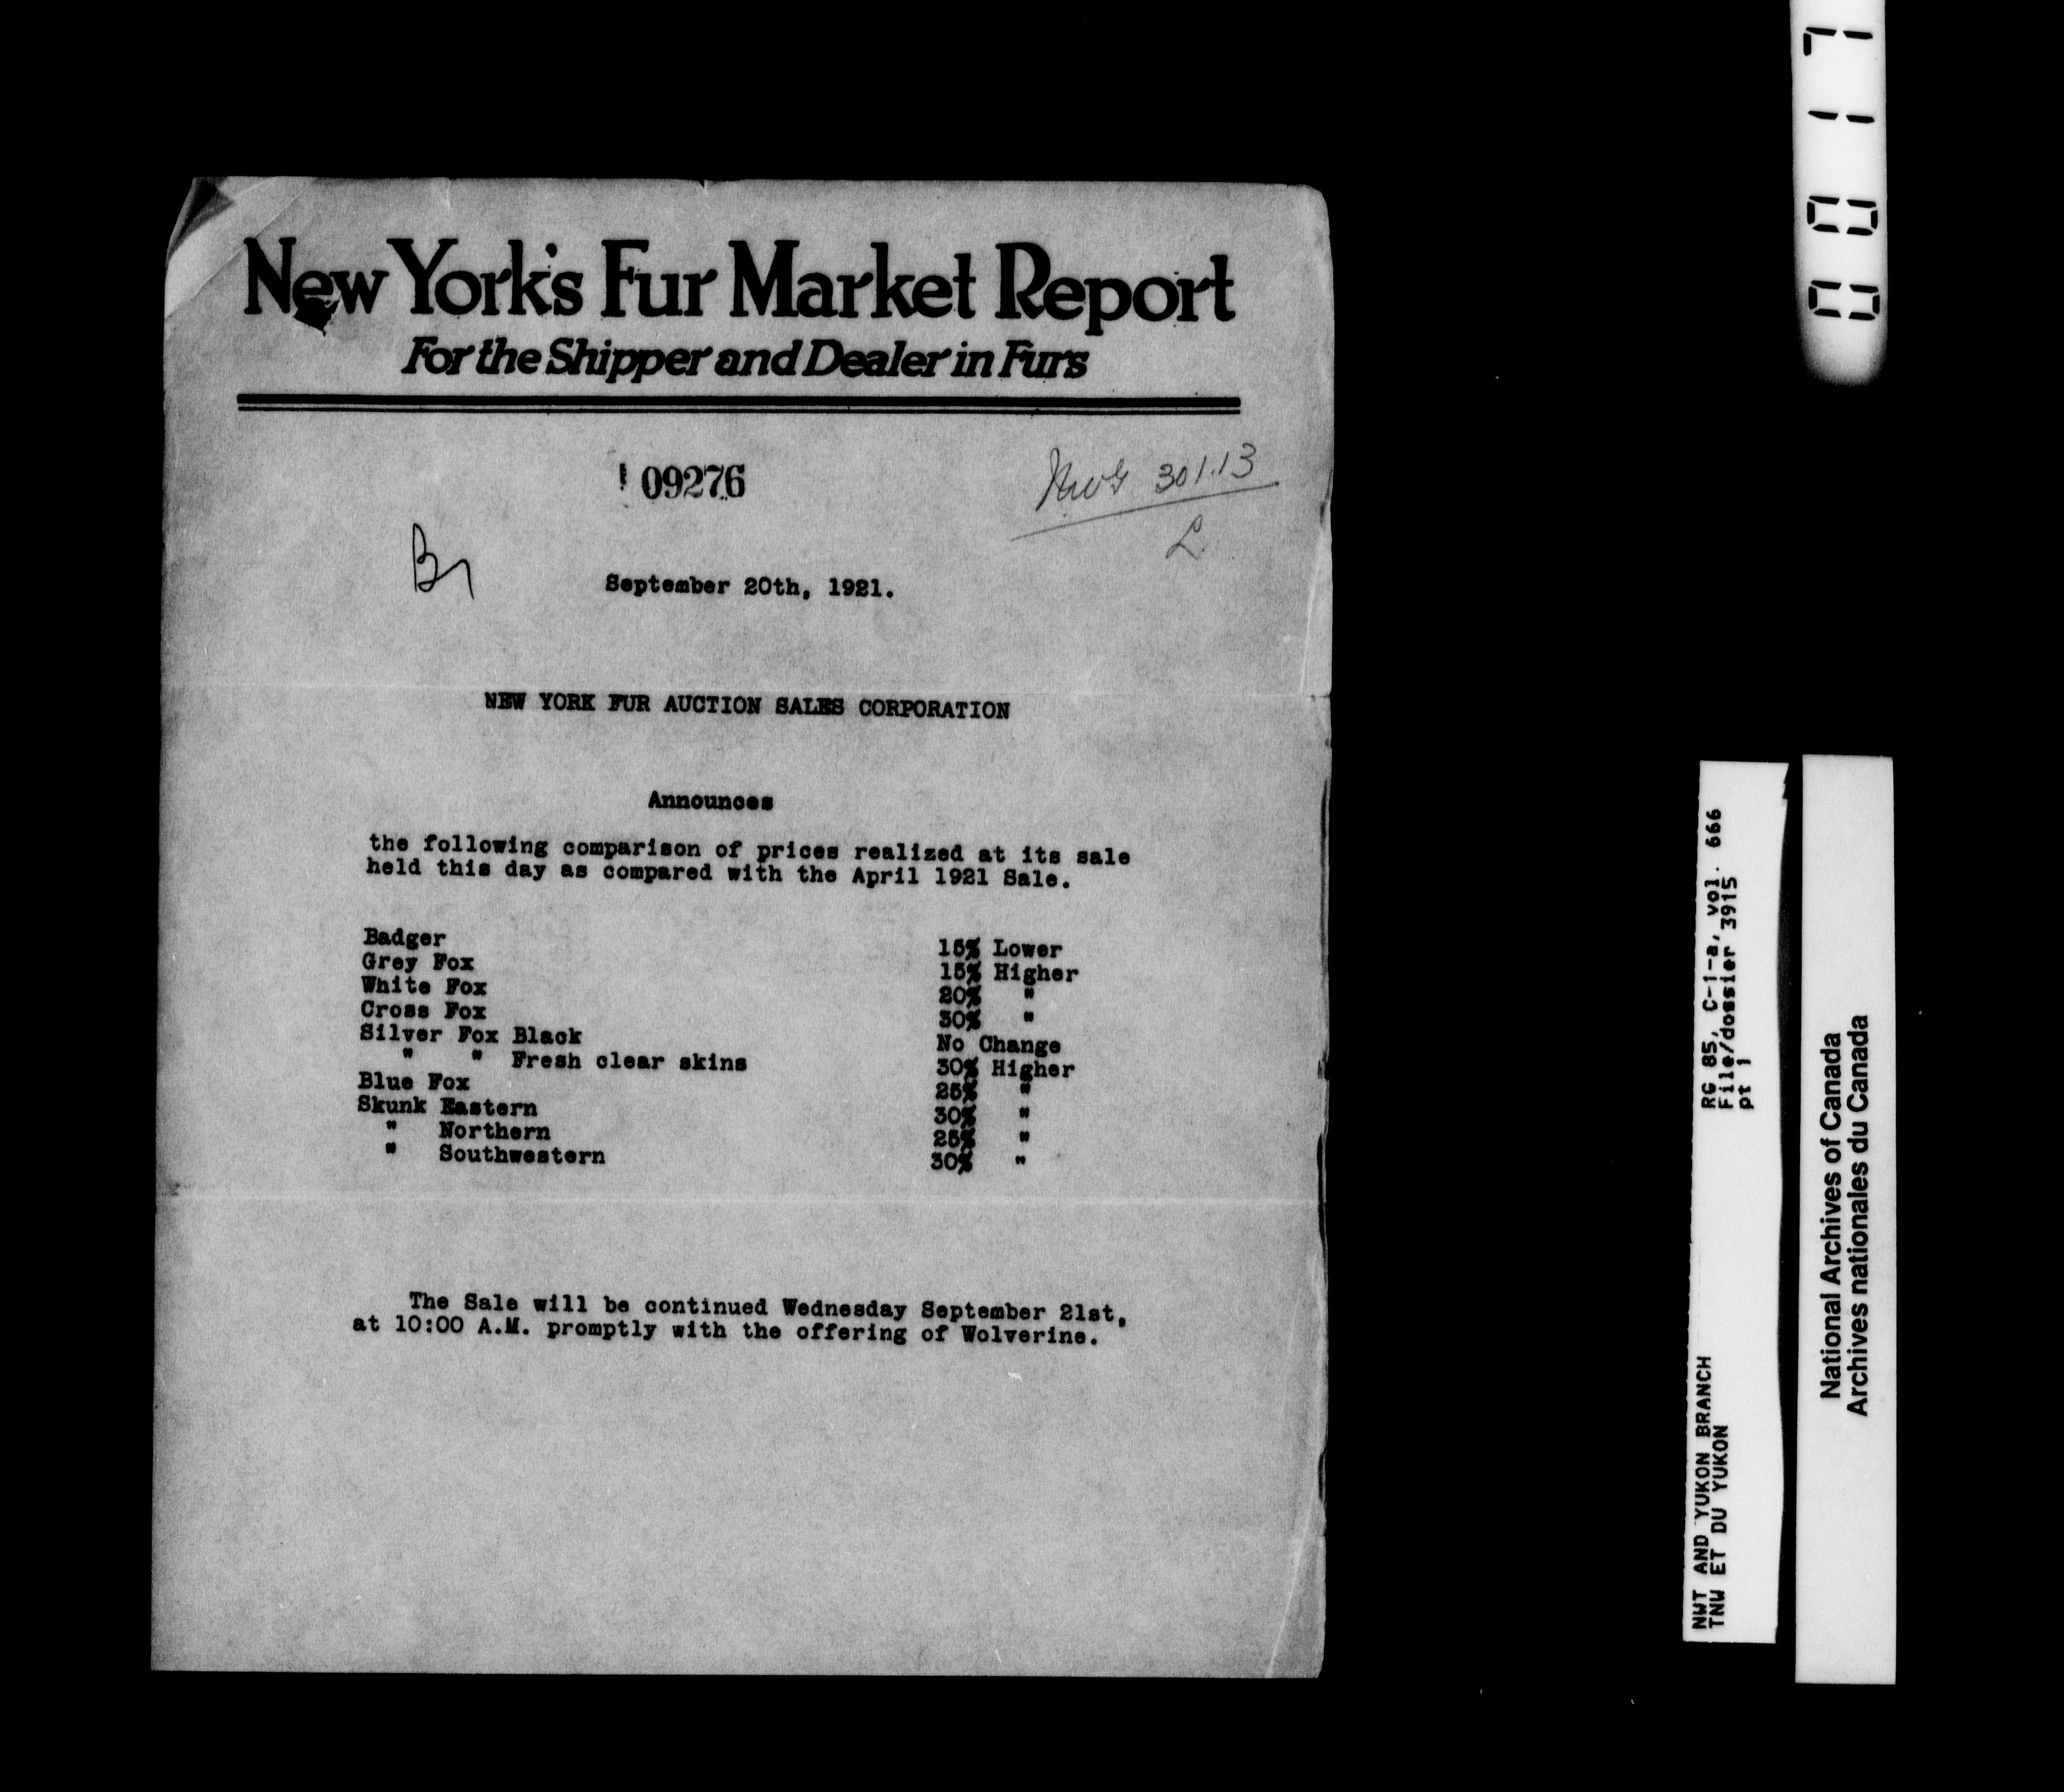 New York's Fur Market Report
For the Shipper and Dealer in Furs
09276
301.13
L.
September 20th, 1921.
NEW YORK FUR AUCTION SALES CORPORATION
Announces
the following comparison of prices realized at its sale
held this day as compared with the April 1921 Sale.
Badger 15% Lower
Grey Fox 15% Higher
White Fox 20% "
Cross Fox 30% "
Silver Fox Black No Change
" " Fresh clear skins 30% Higher
Blue Fox 25% "
Skunk Eastern 30% "
" Northern 25% "
" Southwestern 30% "
The Sale will be continued Wednesday September 21st,
at 10:00 A.M. promptly with the offering of Wolverine.
0017
RG 85, C-1-a, vol. 666
File/dossier 3915
pt 1
NWT AND YUKON BRANCH
TNW ET DU YUKON
National Archives of Canada
Archives nationales du Canada